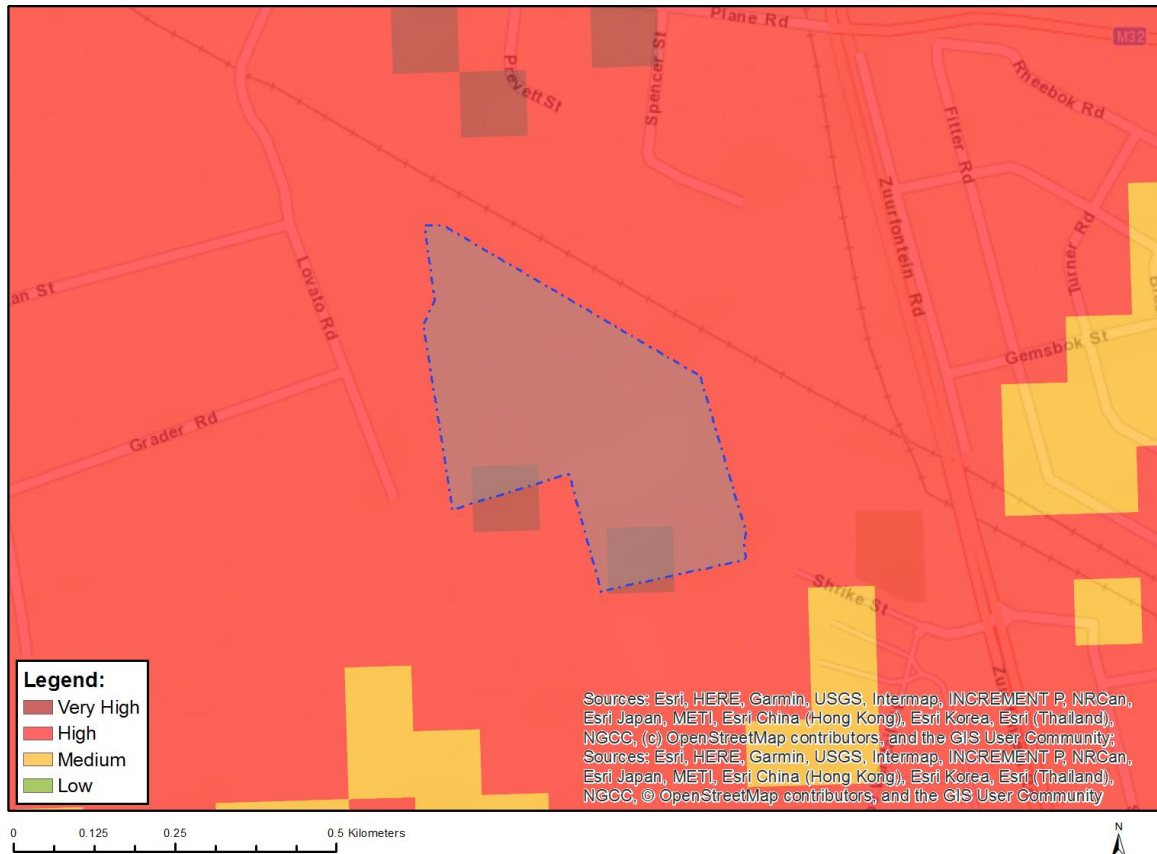 Plane Rd
M32
Prevett St
Spencer St
Rheebok Rd
Fitter Rd
Zuurfontein Rd
Turner Rd
an St
Lovato Rd
Gemsbok St
Grader Rd
Shrike St
Legend:
Very High
High
Medium
Low
Sources: Esri, HERE, Garmin, USGS, Intermap, INCREMENT P, NRCan,
Esri Japan, METI, Esri China (Hong Kong), Esri Korea, Esri (Thailand),
NGCC, (c) OpenStreetMap contributors, and the GIS User Community;
Sources: Esri, HERE, Garmin, USGS, Intermap, INCREMENT P, NRCan,
Esri Japan, METI, Esri China (Hong Kong), Esri Korea, Esri (Thailand),
NGCC, © OpenStreetMap contributors, and the GIS User Community
0 0.125 0.25 0.5 Kilometers
N